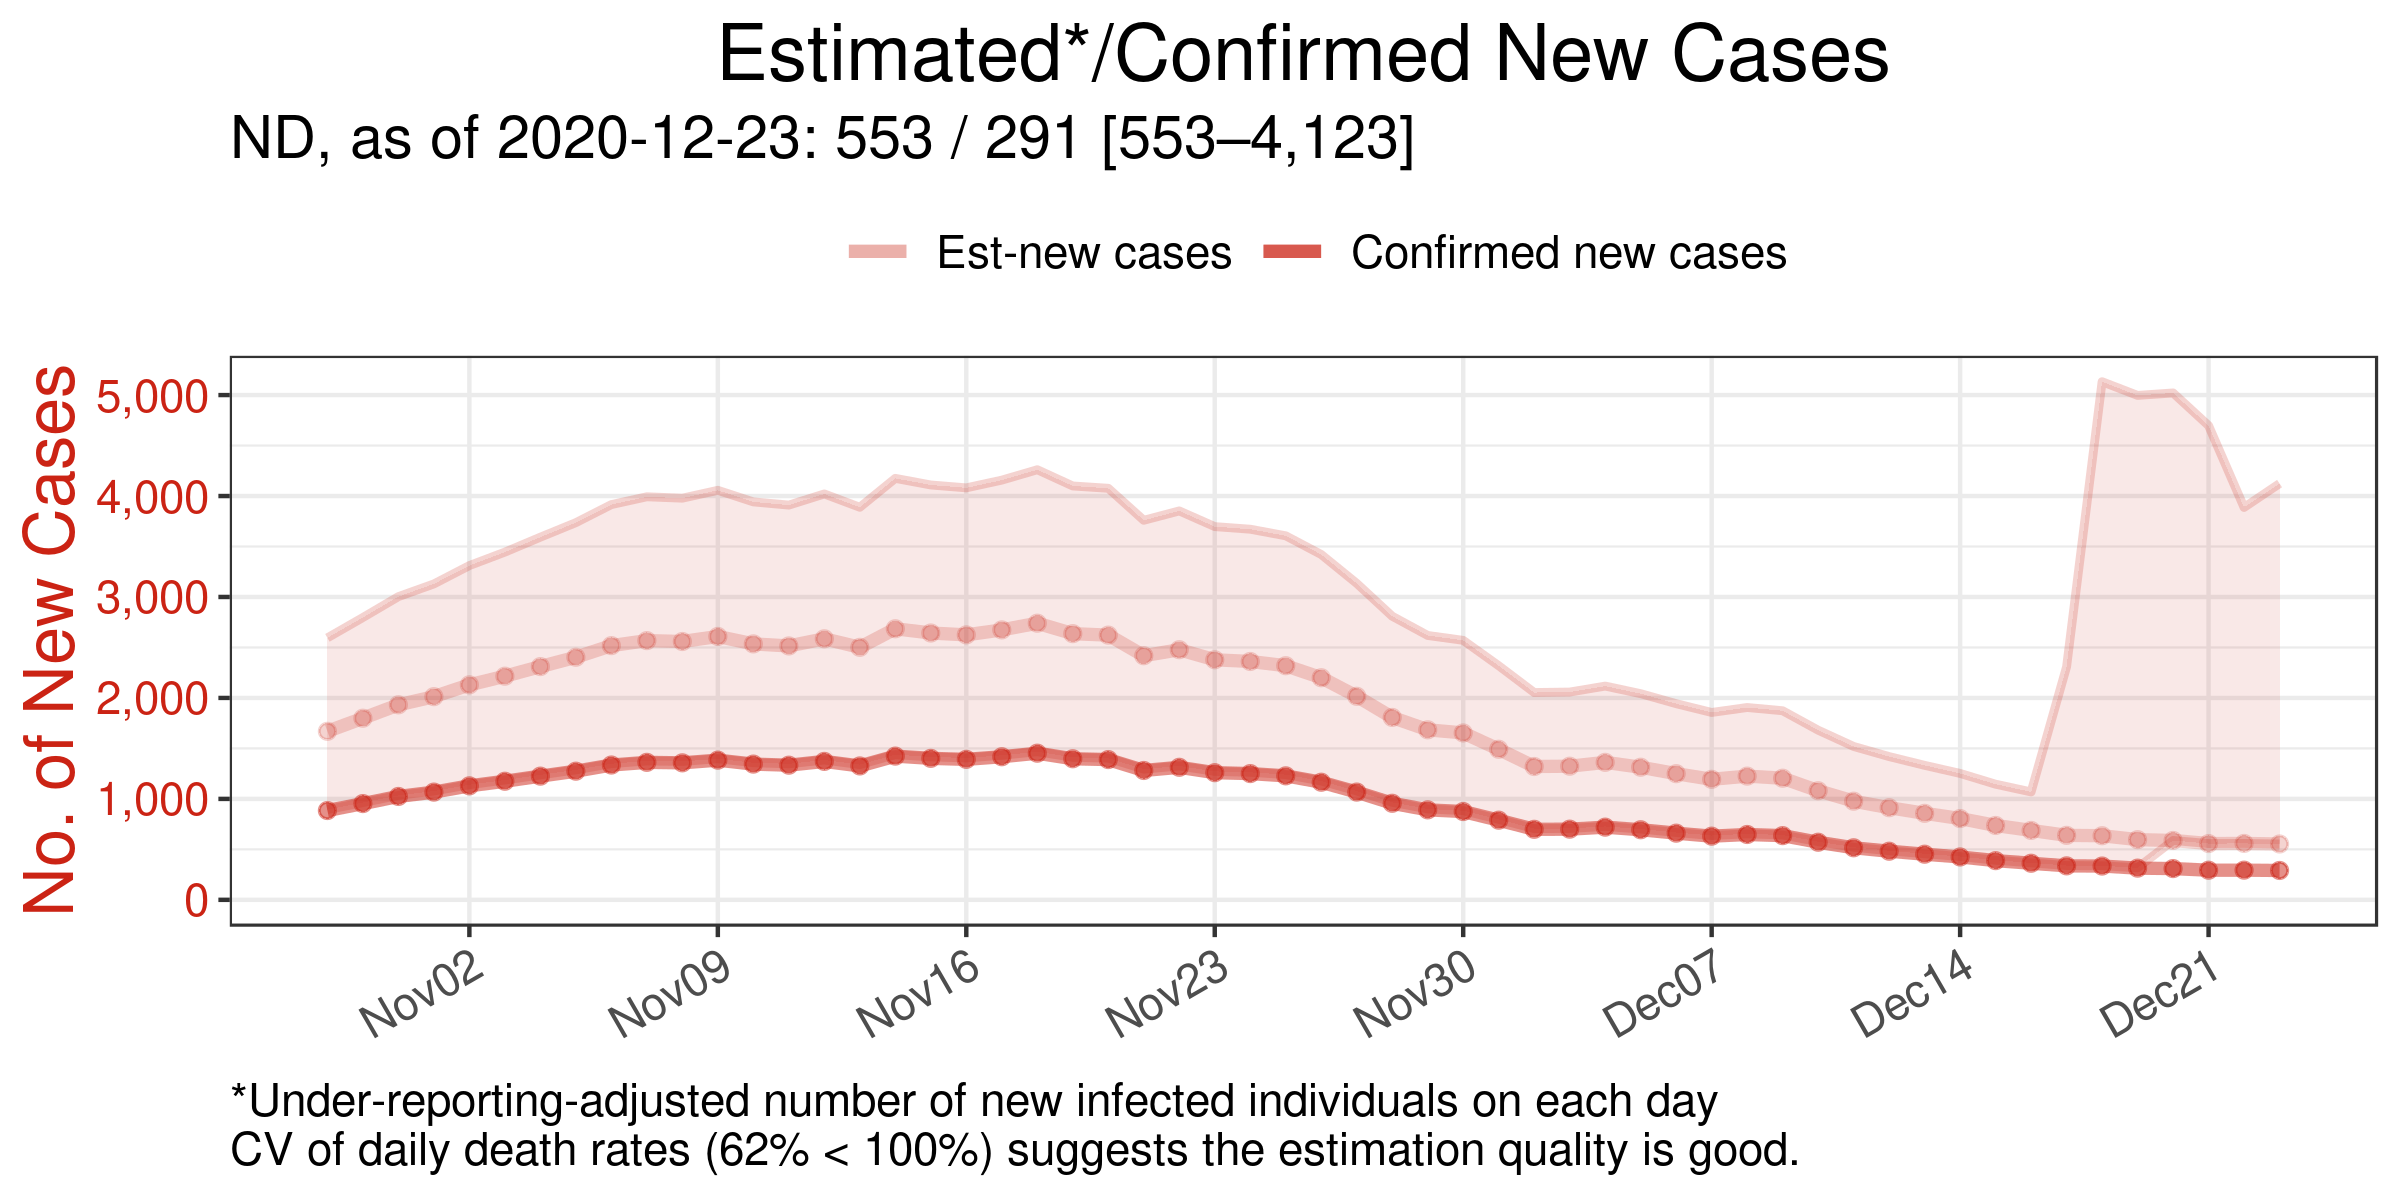 Estimated*/Confirmed New Cases
ND, as of 2020-12-23: 553 / 291 [553–4,123]
Est-new cases
Confirmed new cases
No. of New Cases
5,000
4,000
3,000
2,000
1,000
0
Nov02
Nov09
Nov16
Nov23
Nov30
Dec07
Dec14
Dec21
*Under-reporting-adjusted number of new infected individuals on each day
CV of daily death rates (62% < 100%) suggests the estimation quality is good.